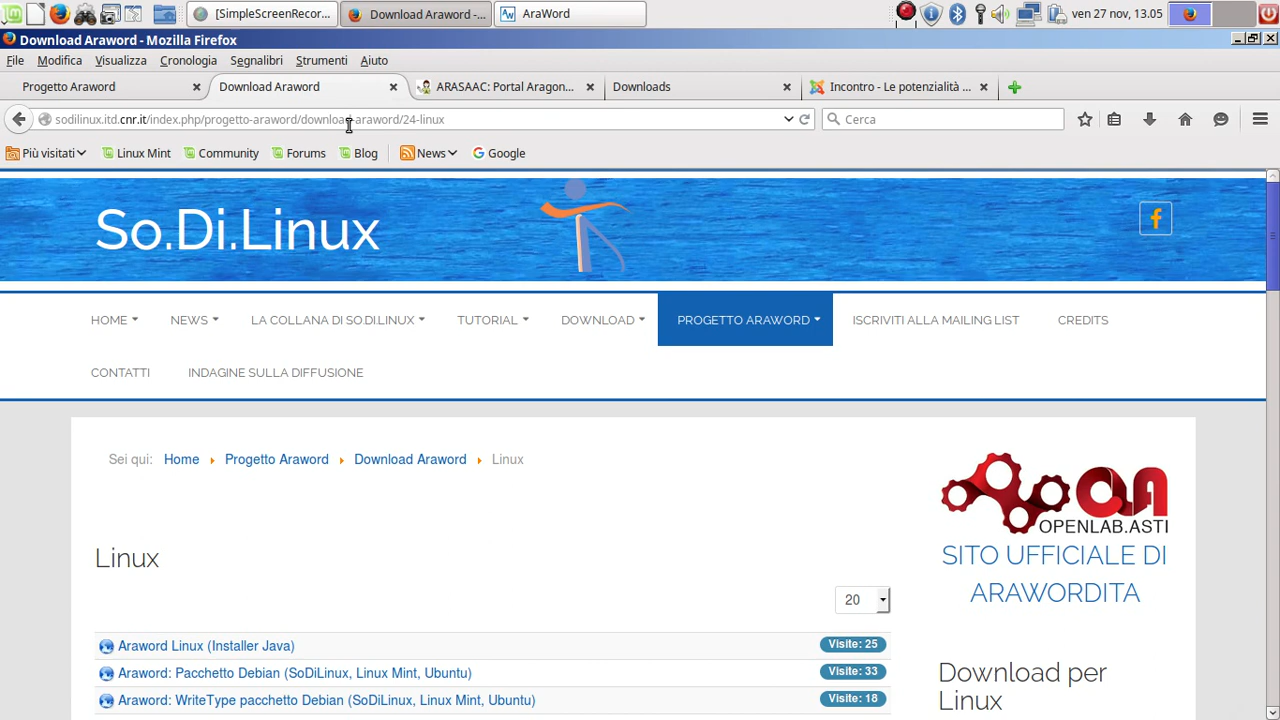 [SimpleScreenRecor...
Download Araword -...
AraWord
ven 27 nov, 13.05
Download Araword - Mozilla Firefox
File Modifica Visualizza Cronologia Segnalibri Strumenti Aiuto
Progetto Araword
Download Araword
ARASAAC: Portal Aragon...
Downloads
Incontro - Le potenzialità ...
sodilinux.itd.cnr.it/index.php/progetto-araword/download-araword/24-linux
Cerca
Più visitati
Linux Mint
Community
Forums
Blog
News
Google
So.Di.Linux
HOME NEWS LA COLLANA DI SO.DI.LINUX TUTORIAL DOWNLOAD PROGETTO ARAWORD ISCRIVITI ALLA MAILING LIST CREDITS
CONTATTI INDAGINE SULLA DIFFUSIONE
Sei qui: Home Progetto Araword Download Araword Linux
Linux
20
Araword Linux (Installer Java) Visite: 25
Araword: Pacchetto Debian (SoDiLinux, Linux Mint, Ubuntu) Visite: 33
Araword: WriteType pacchetto Debian (SoDiLinux, Linux Mint, Ubuntu) Visite: 18
OA
OPENLAB.ASTI
SITO UFFICIALE DI
ARAWORDITA
Download per
Linux